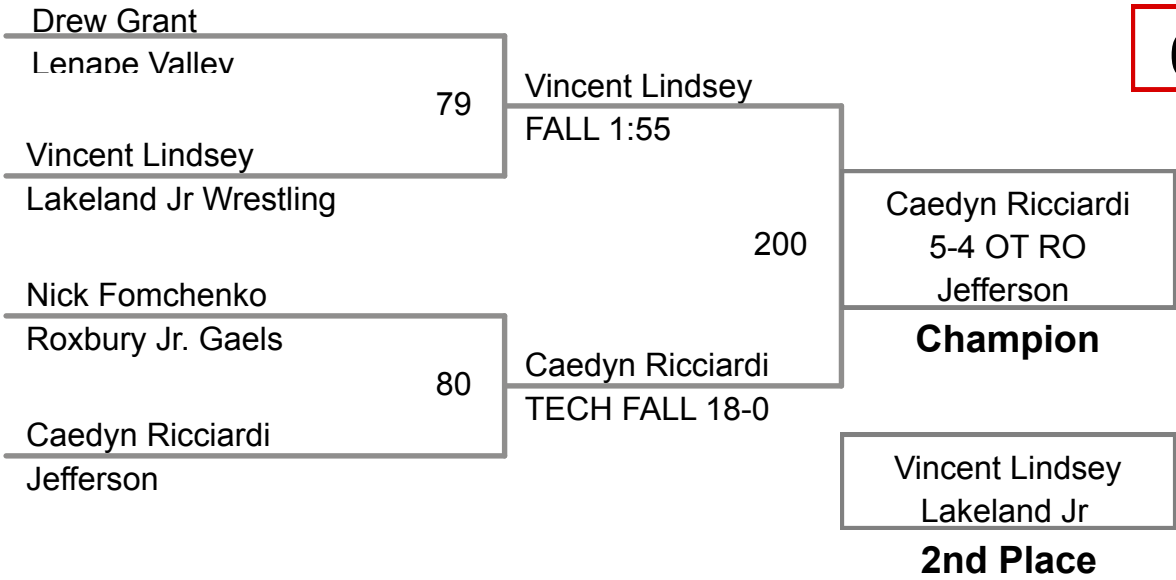 Drew Grant
Lenape Valley
79
Vincent Lindsey
FALL 1:55
Vincent Lindsey
Lakeland Jr Wrestling
200
Caedyn Ricciardi
5-4 OT RO
Jefferson
Champion
Nick Fomchenko
Roxbury Jr. Gaels
80
Caedyn Ricciardi
TECH FALL 18-0
Caedyn Ricciardi
Jefferson
Vincent Lindsey
Lakeland Jr
2nd Place